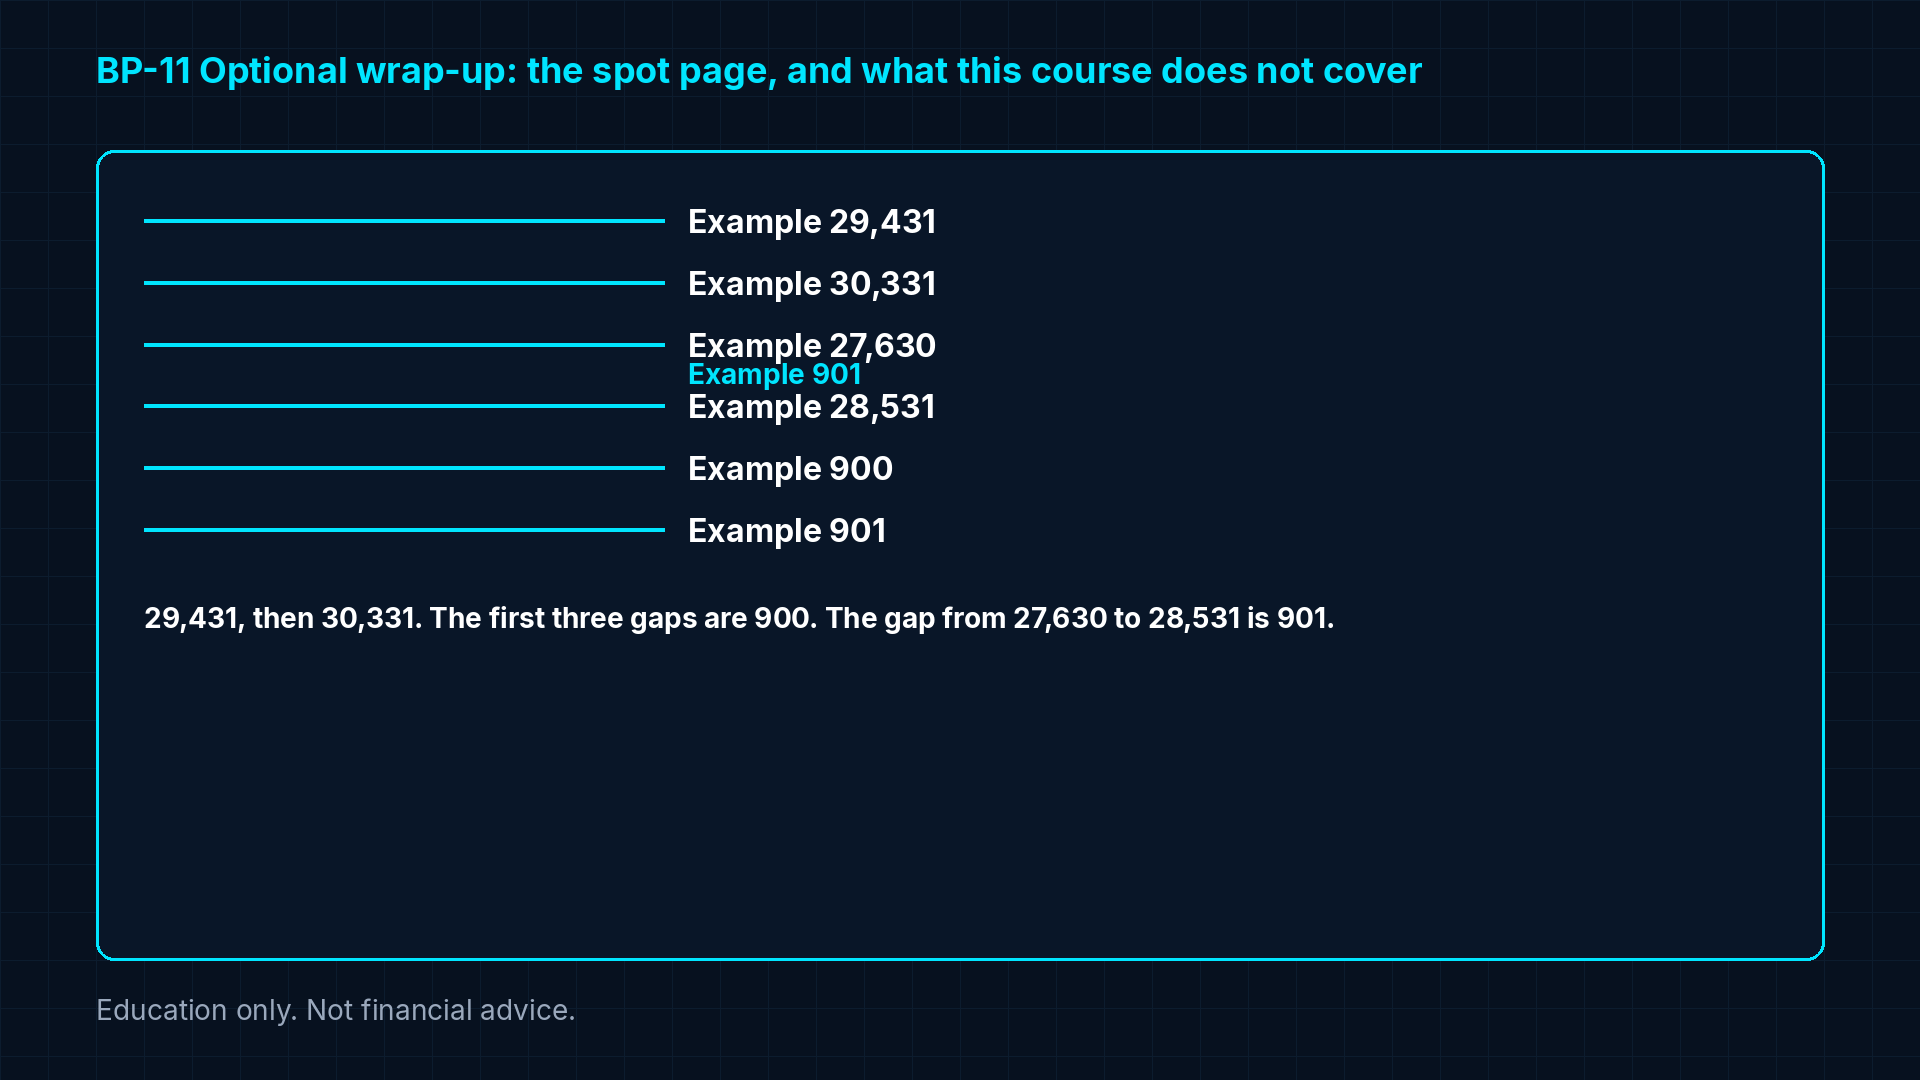 BP-11 Optional wrap-up: the spot page, and what this course does not cover
Example 29,431
Example 30,331
Example 27,630
Example 901
Example 28,531
Example 900
Example 901
29,431, then 30,331. The first three gaps are 900. The gap from 27,630 to 28,531 is 901.
Education only. Not financial advice.